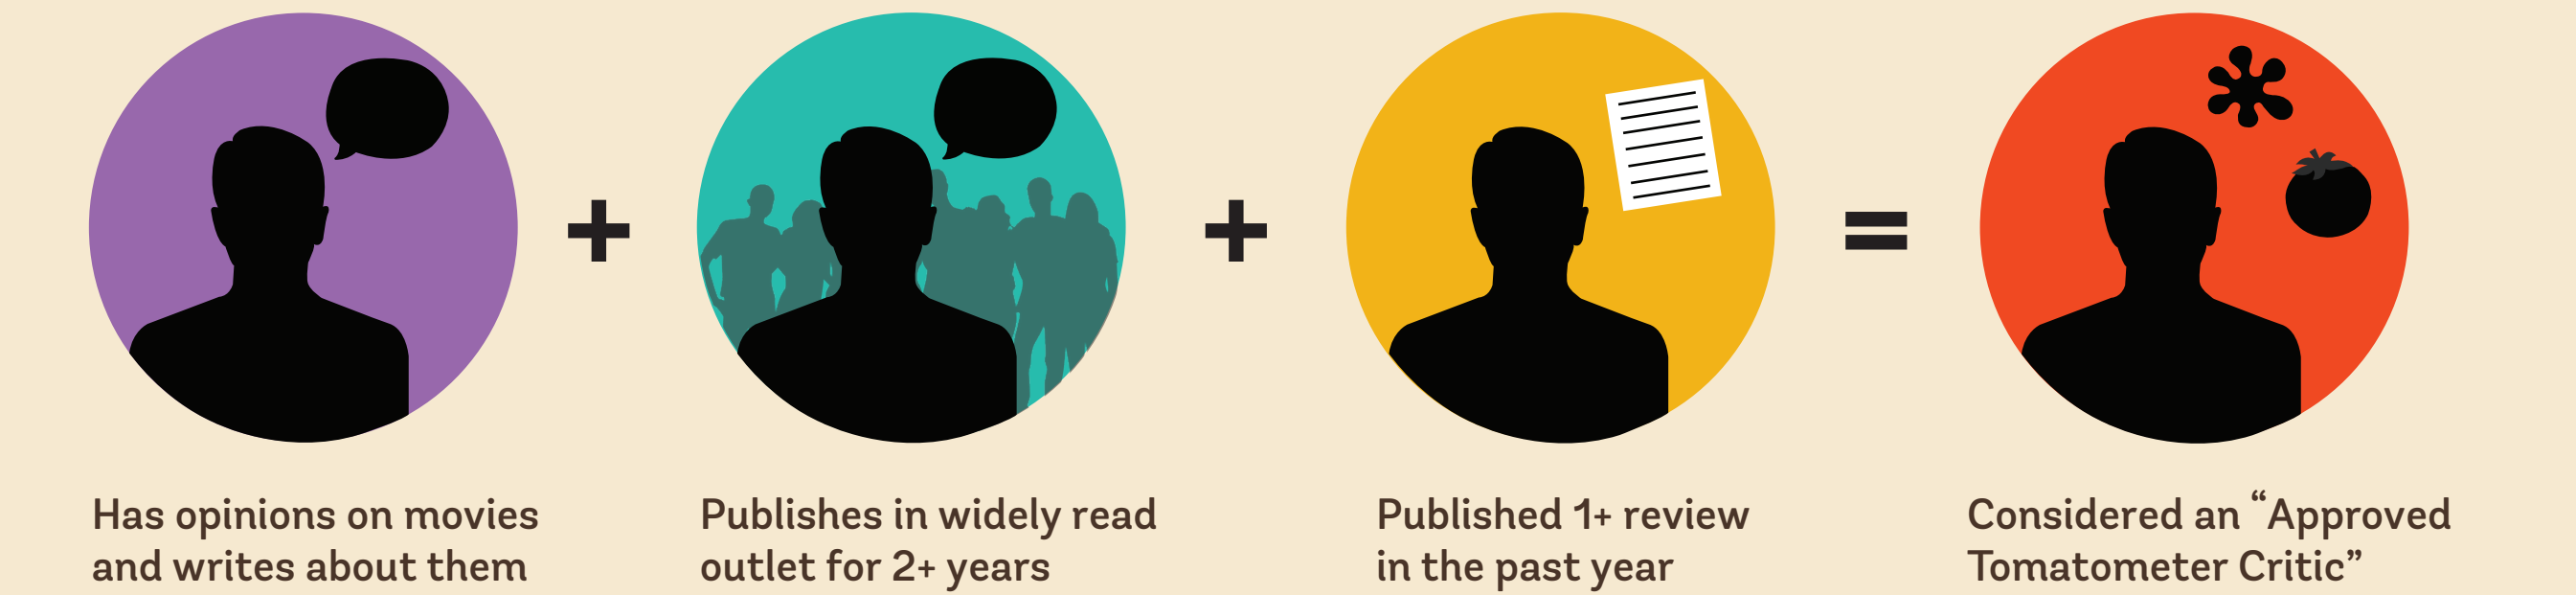 Has opinions on movies
and writes about them
Publishes in widely read
outlet for 2+ years
Published 1+ review
in the past year
Considered an “Approved
Tomatometer Critic”